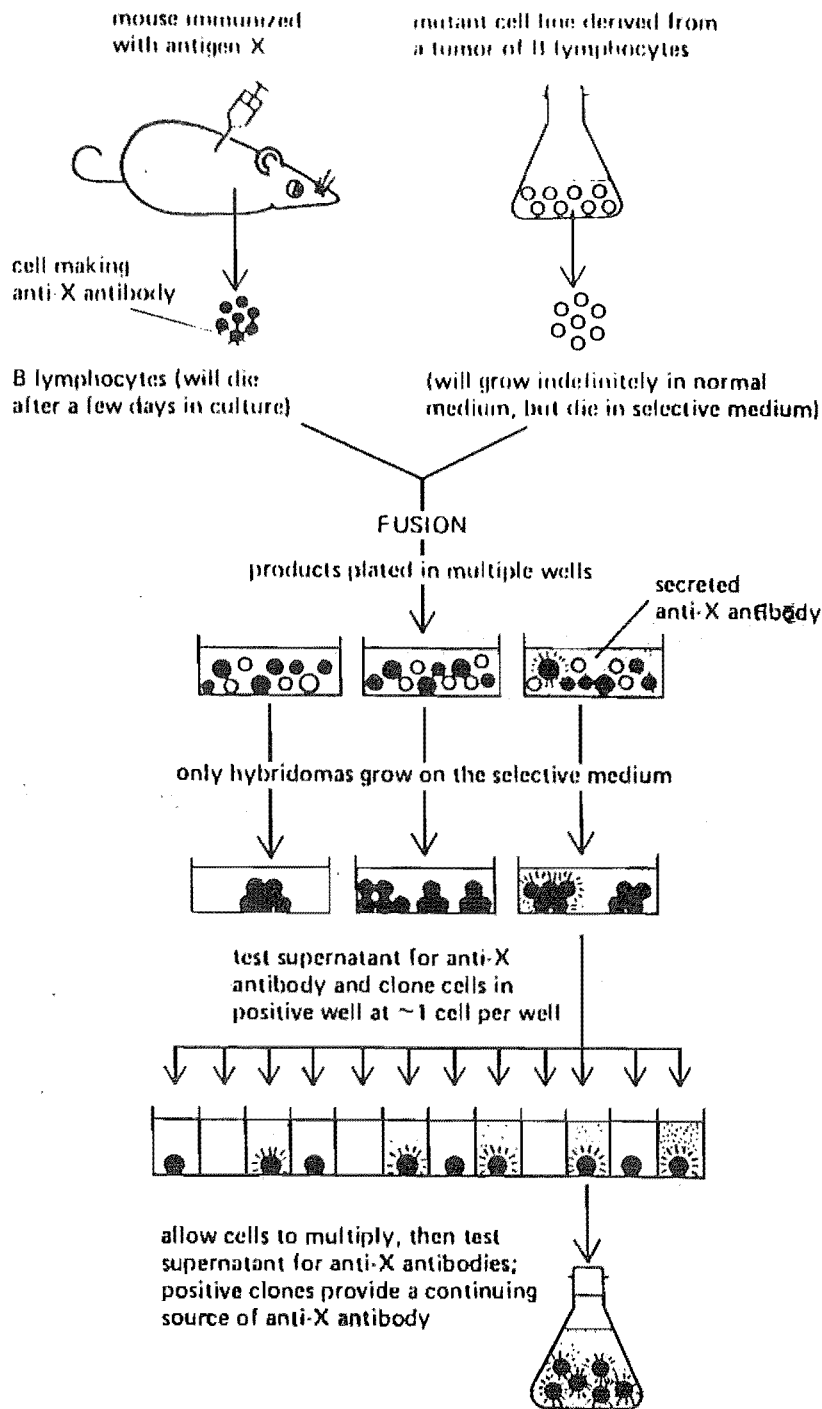 mouse immunized
with antigen X
mutant cell line derived from
a tumor of B lymphocytes
cell making
anti-X antibody
B lymphocytes (will die
after a few days in culture)
(will grow indefinitely in normal
medium, but die in selective medium)
FUSION
products plated in multiple wells
secreted
anti-X antibody
only hybridomas grow on the selective medium
test supernatant for anti-X
antibody and clone cells in
positive well at ~1 cell per well
allow cells to multiply, then test
supernatant for anti-X antibodies;
positive clones provide a continuing
source of anti-X antibody